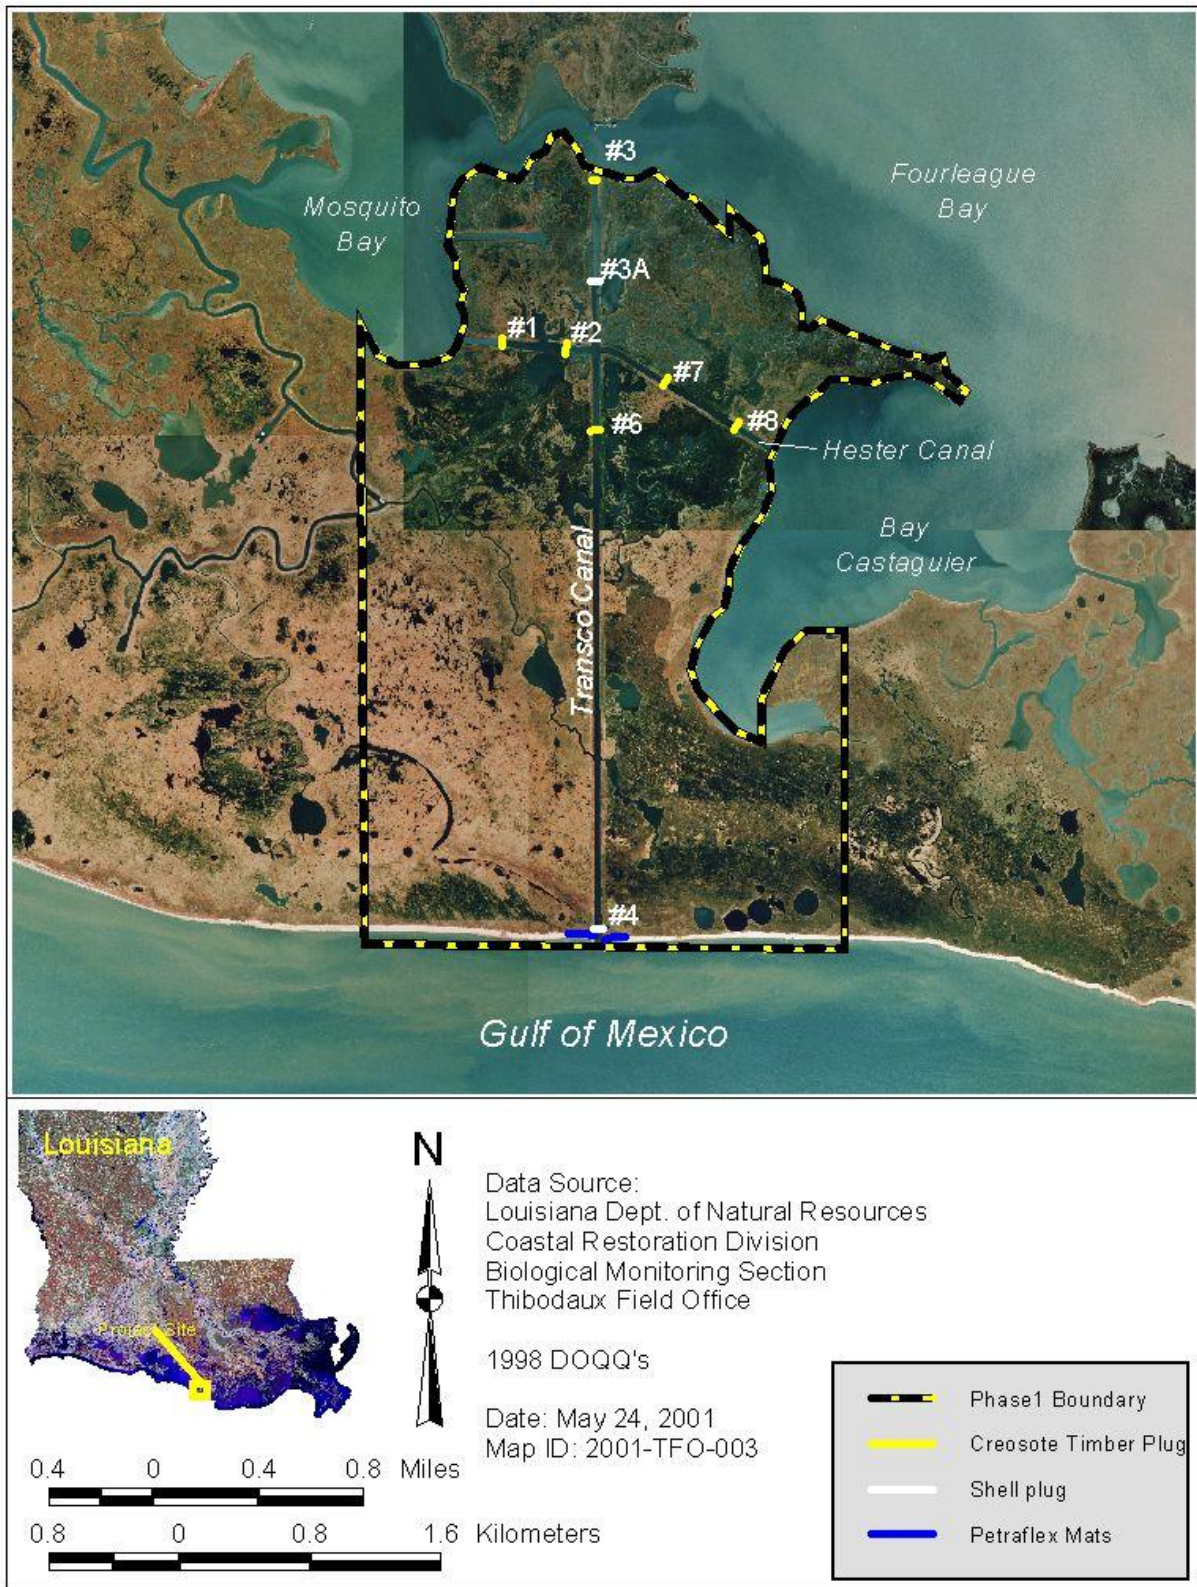 #3
Fourleague
Bay
Mosquito
Bay
#3A
#1
#2
#7
#6
#8
Hester Canal
Bay
Castaguier
Transco Canal
#4
Gulf of Mexico
Louisiana
Project Site
N
Data Source:
Louisiana Dept. of Natural Resources
Coastal Restoration Division
Biological Monitoring Section
Thibodaux Field Office
1998 DOQQ's
Date: May 24, 2001
Map ID: 2001-TFO-003
0.4 0 0.4 0.8 Miles
0.8 0 0.8 1.6 Kilometers
Phase1 Boundary
Creosote Timber Plug
Shell plug
Petraflex Mats